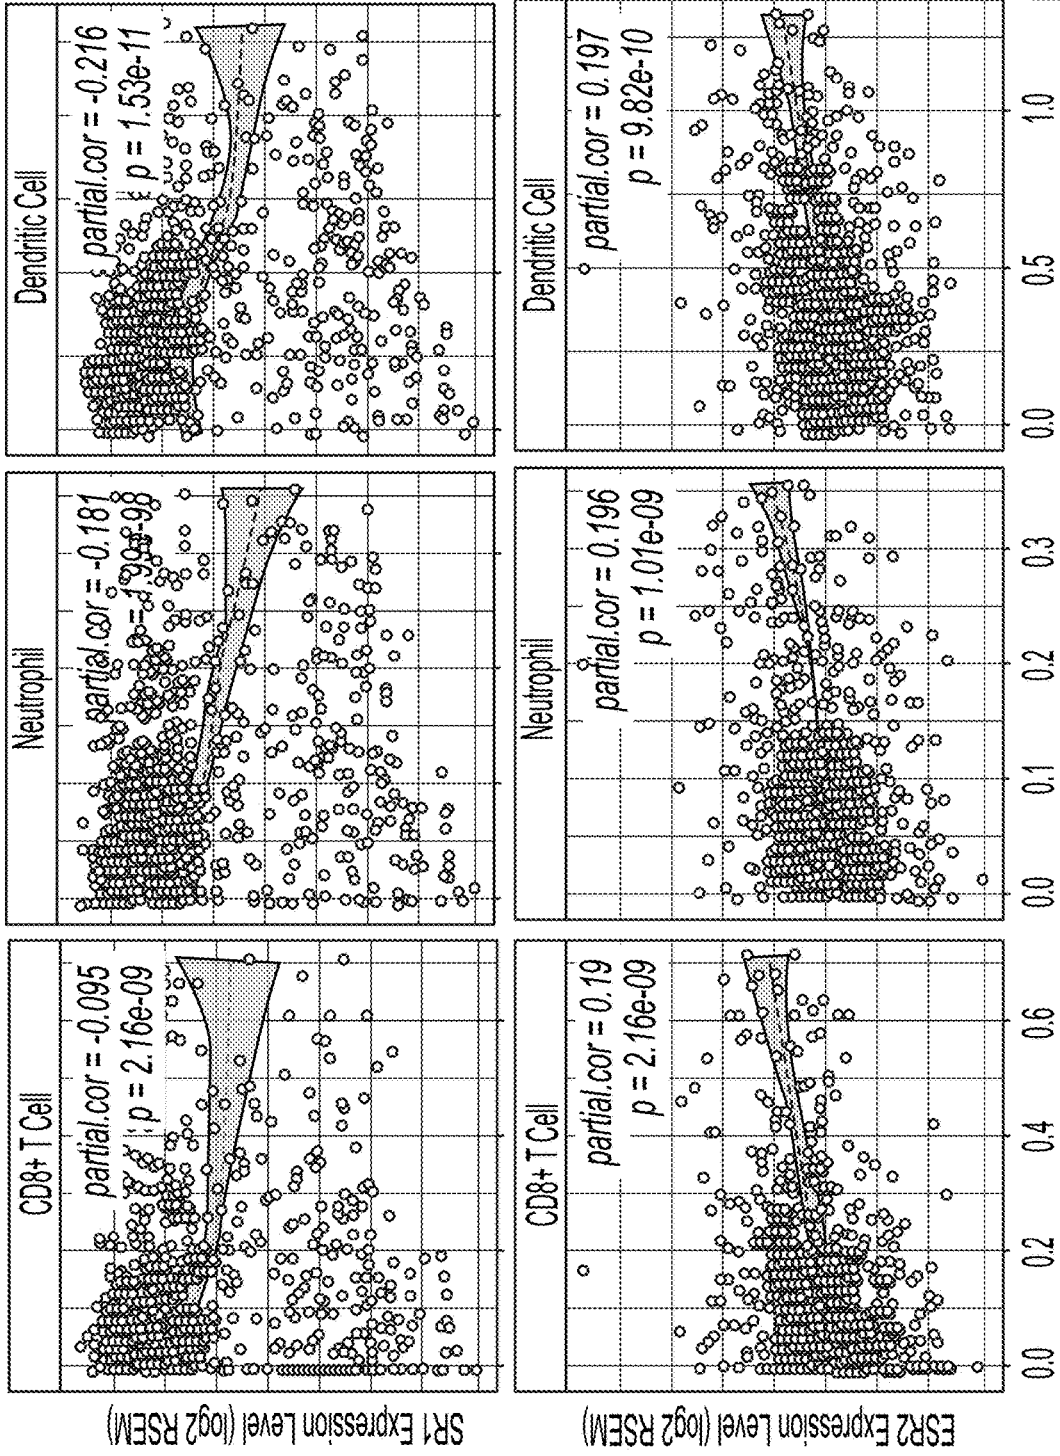 CD8+ T Cell
Neutrophil
Dendritic Cell
SR1 Expression Level (log2 RSEM)
partial.cor = -0.095
p = 2.16e-09
partial.cor = -0.181
partial.cor = -0.216
p = 1.53e-11
CD8+ T Cell
Neutrophil
Dendritic Cell
ESR2 Expression Level (log2 RSEM)
partial.cor = 0.19
p = 2.16e-09
partial.cor = 0.196
p = 1.01e-09
partial.cor = 0.197
p = 9.82e-10
0.0 0.2 0.4 0.6 0.0 0.1 0.2 0.3 0.0 0.5 1.0